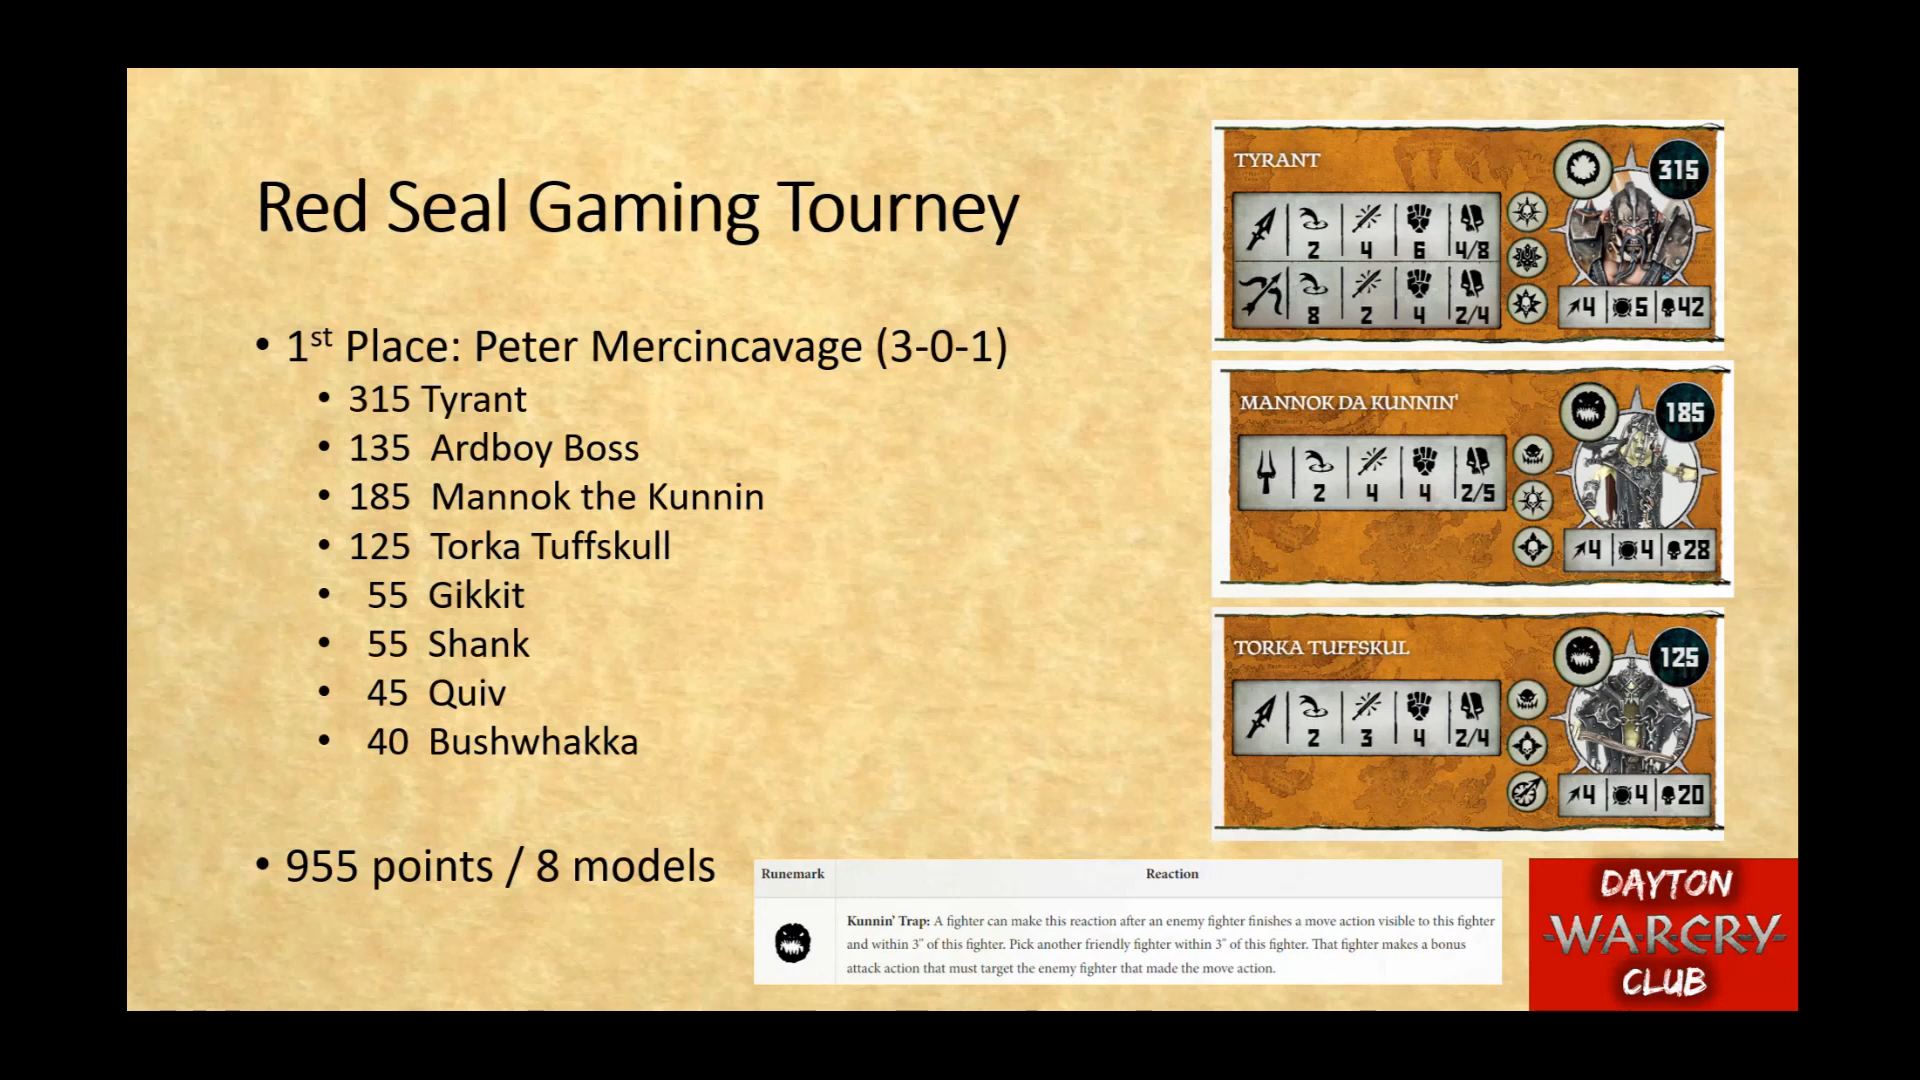 Red Seal Gaming Tourney
• 1st Place: Peter Mercincavage (3-0-1)
• 315 Tyrant
• 135 Ardboy Boss
• 185 Mannok the Kunnin
• 125 Torka Tuffskull
• 55 Gikkit
• 55 Shank
• 45 Quiv
• 40 Bushwhakka
• 955 points / 8 models
TYRANT
315
2 4 6 4/8
8 2 4 2/4
4 5 42
MANNOK DA KUNNIN'
185
2 4 4 2/5
4 4 28
TORKA TUFFSKUL
125
2 3 4 2/4
4 4 20
Runemark Reaction
Kunnin' Trap: A fighter can make this reaction after an enemy fighter finishes a move action visible to this fighter
and within 3" of this fighter. Pick another friendly fighter within 3" of this fighter. That fighter makes a bonus
attack action that must target the enemy fighter that made the move action.
DAYTON
WARCRY
CLUB